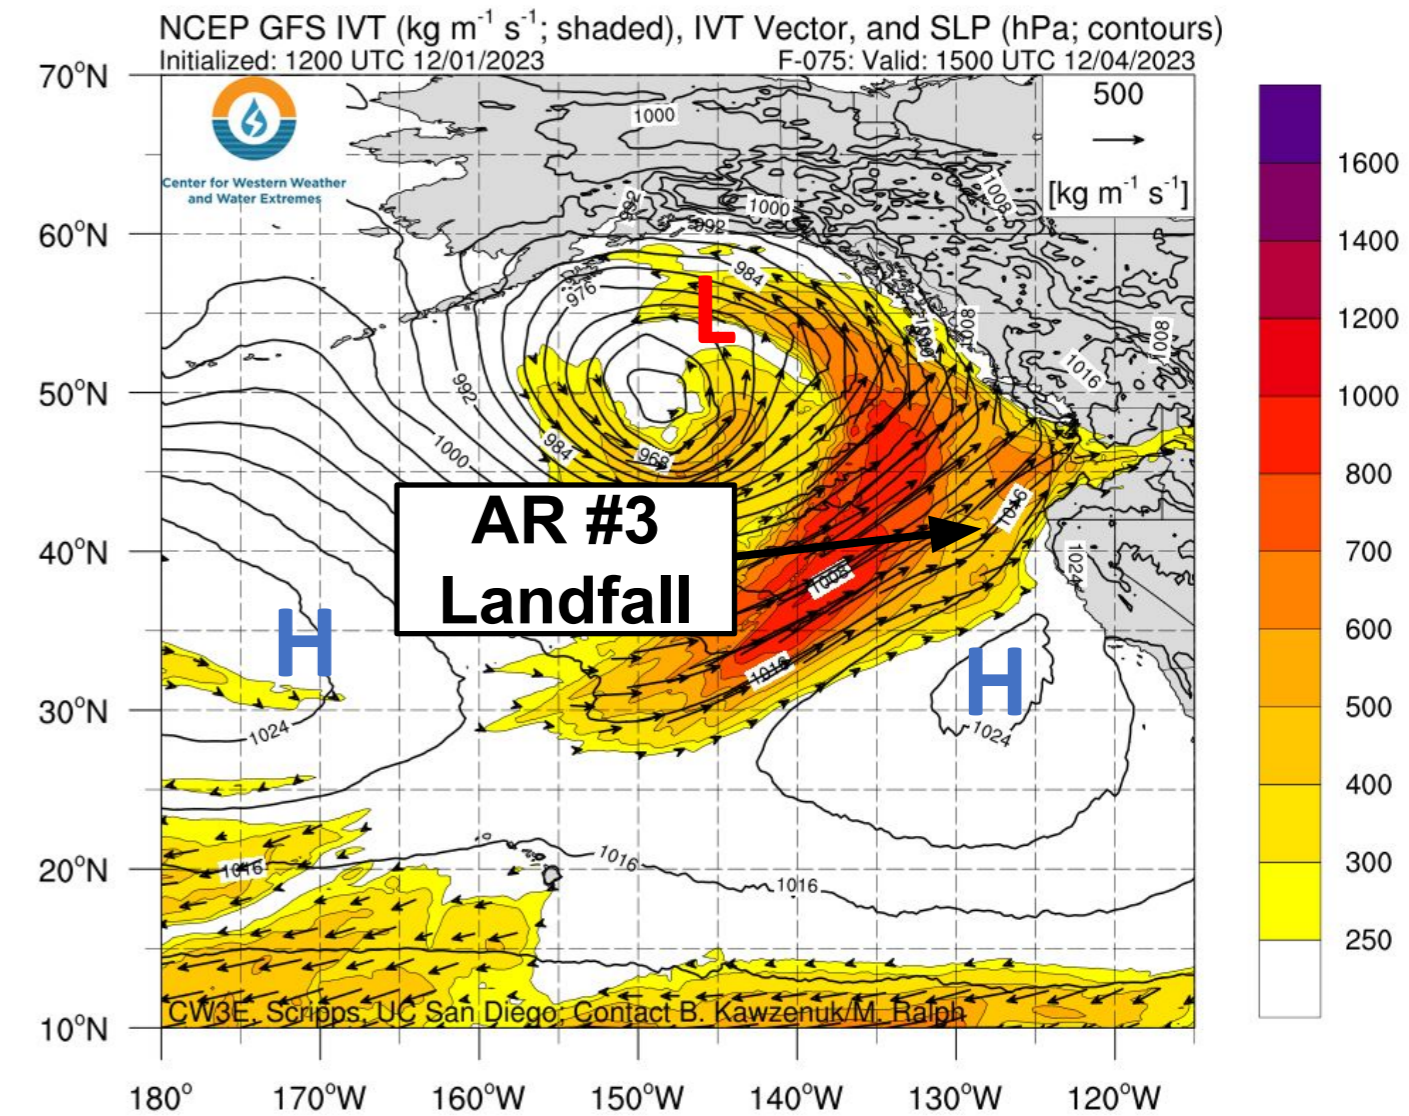 NCEP GFS IVT (kg m⁻¹ s⁻¹; shaded), IVT Vector, and SLP (hPa; contours)
Initialized: 1200 UTC 12/01/2023 F-075: Valid: 1500 UTC 12/04/2023
70°N
60°N
50°N
40°N
30°N
20°N
10°N
Center for Western Weather
and Water Extremes
500
[kg m⁻¹ s⁻¹]
1000
1008
992
1000
992
984
976
L
1000
1008
1008
1016
992
1000
984
968
AR #3
Landfall
1016
1008
1024
1016
H
H
1024
1024
1016
1016
1016
CW3E, Scripps, UC San Diego; Contact B. Kawzenuk/M. Ralph
180°
170°W
160°W
150°W
140°W
130°W
120°W
1600
1400
1200
1000
800
700
600
500
400
300
250